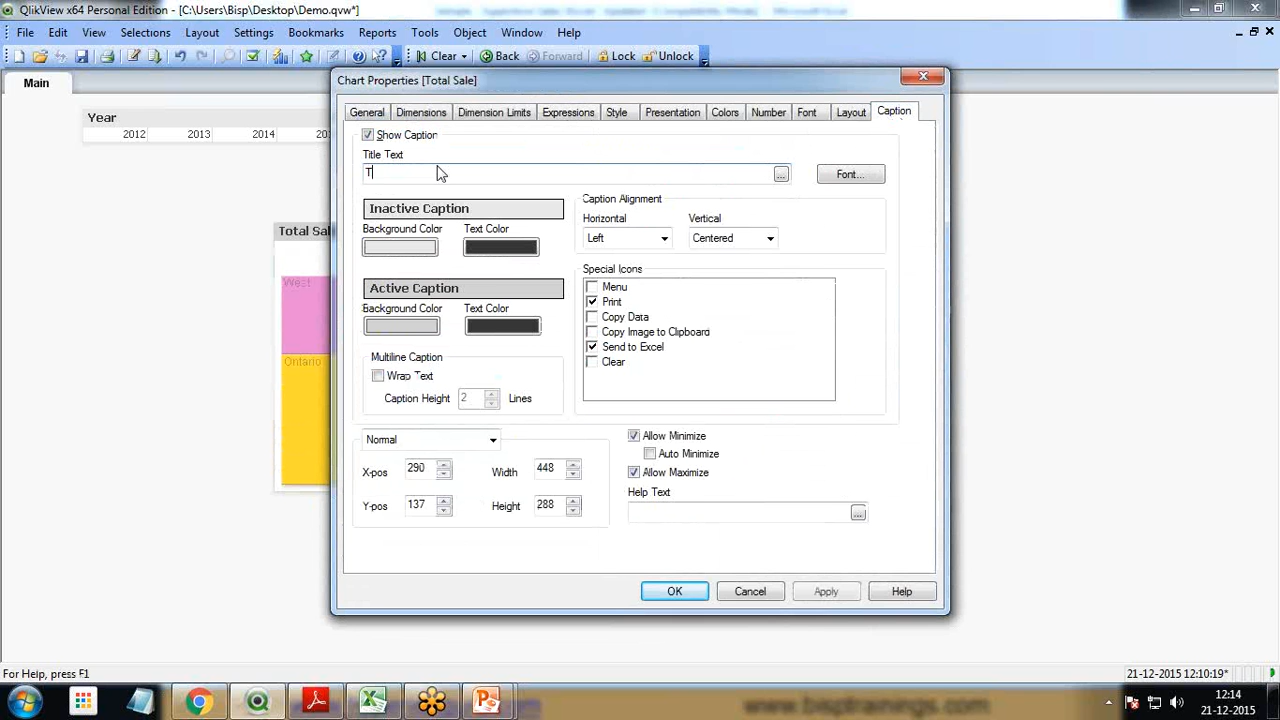 QlikView x64 Personal Edition - [C:\Users\Bisp\Desktop\Demo.qvw*]
File Edit View Selections Layout Settings Bookmarks Reports Tools Object Window Help
Clear Back Forward Lock Unlock
Main
Year
2012 2013 2014
Total Sal
West
Ontario
Chart Properties [Total Sale]
General Dimensions Dimension Limits Expressions Style Presentation Colors Number Font Layout Caption
Show Caption
Title Text
T
... Font...
Inactive Caption
Background Color Text Color
Active Caption
Background Color Text Color
Multiline Caption
Wrap Text
Caption Height 2 Lines
Caption Alignment
Horizontal Vertical
Left Centered
Special Icons
Menu
Print
Copy Data
Copy Image to Clipboard
Send to Excel
Clear
Normal
X-pos 290 Width 448
Y-pos 137 Height 288
Allow Minimize
Auto Minimize
Allow Maximize
Help Text
...
OK Cancel Apply Help
For Help, press F1
21-12-2015 12:10:19*
www.bisptrainings.com
12:14
21-12-2015